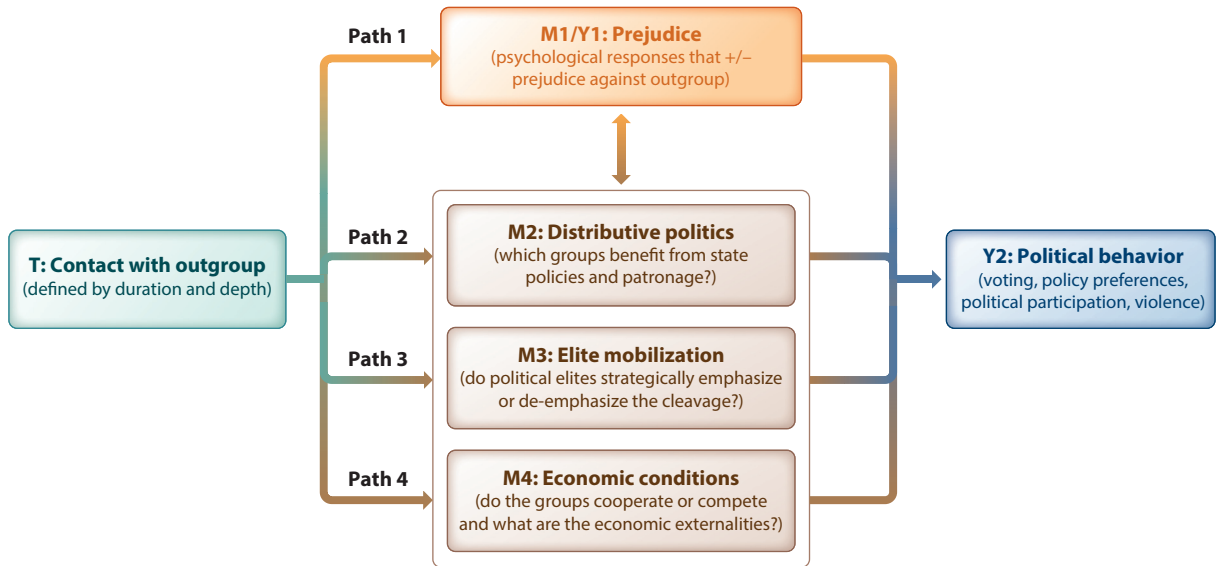 Path 1
M1/Y1: Prejudice
(psychological responses that +/–
prejudice against outgroup)
T: Contact with outgroup
(defined by duration and depth)
Path 2
M2: Distributive politics
(which groups benefit from state
policies and patronage?)
Path 3
M3: Elite mobilization
(do political elites strategically emphasize
or de-emphasize the cleavage?)
Path 4
M4: Economic conditions
(do the groups cooperate or compete
and what are the economic externalities?)
Y2: Political behavior
(voting, policy preferences,
political participation, violence)